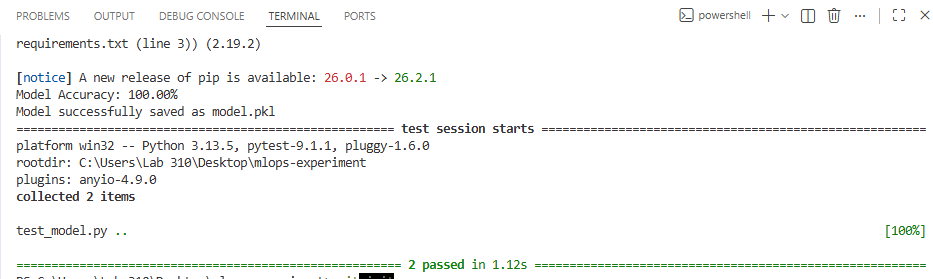 PROBLEMS OUTPUT DEBUG CONSOLE TERMINAL PORTS powershell
requirements.txt (line 3)) (2.19.2)
[notice] A new release of pip is available: 26.0.1 -> 26.2.1
Model Accuracy: 100.00%
Model successfully saved as model.pkl
====================================================== test session starts =======================================================
platform win32 -- Python 3.13.5, pytest-9.1.1, pluggy-1.6.0
rootdir: C:\Users\Lab 310\Desktop\mlops-experiment
plugins: anyio-4.9.0
collected 2 items
test_model.py .. [100%]
======================================================= 2 passed in 1.12s ========================================================